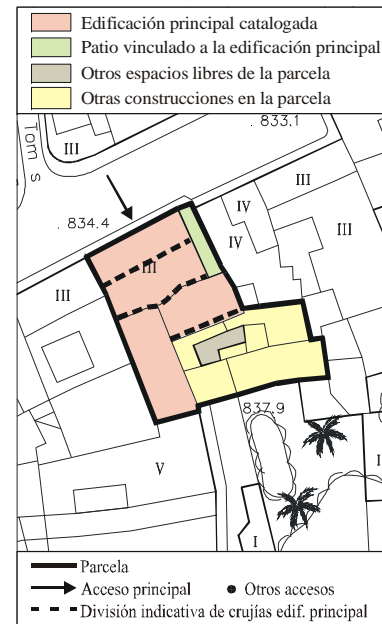 Edificación principal catalogada
Patio vinculado a la edificación principal
Otros espacios libres de la parcela
Otras construcciones en la parcela
. 833.1
Tom s
III
III
. 834.4
IV
III
III
IV
III
837.9
V
I
I
I
Parcela
Acceso principal
Otros accesos
División indicativa de crujías edif. principal